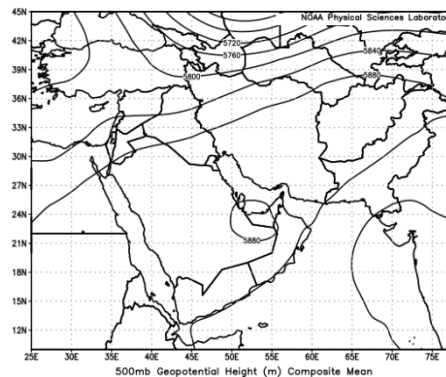 NOAA Physical Sciences Laborato
45N
42N
39N
36N
33N
30N
27N
24N
21N
18N
15N
12N
5720
5760
5800
5840
5880
5880
25E
30E
35E
40E
45E
50E
55E
60E
65E
70E
75E
500mb Geopotential Height (m) Composite Mean